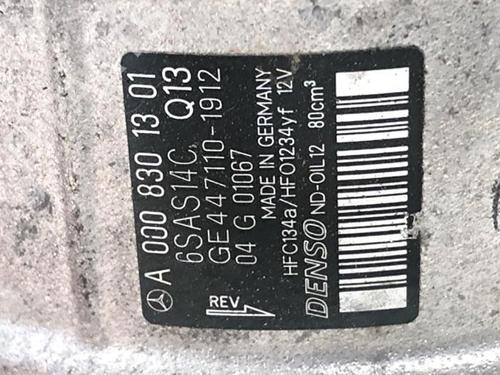 A 000 830 13 01
6SAS14C Q13
GE447110-1912
04 G 01067
MADE IN GERMANY
HFC134a/HFO1234yf 12V
REV
DENSO ND-OIL12 80cm³